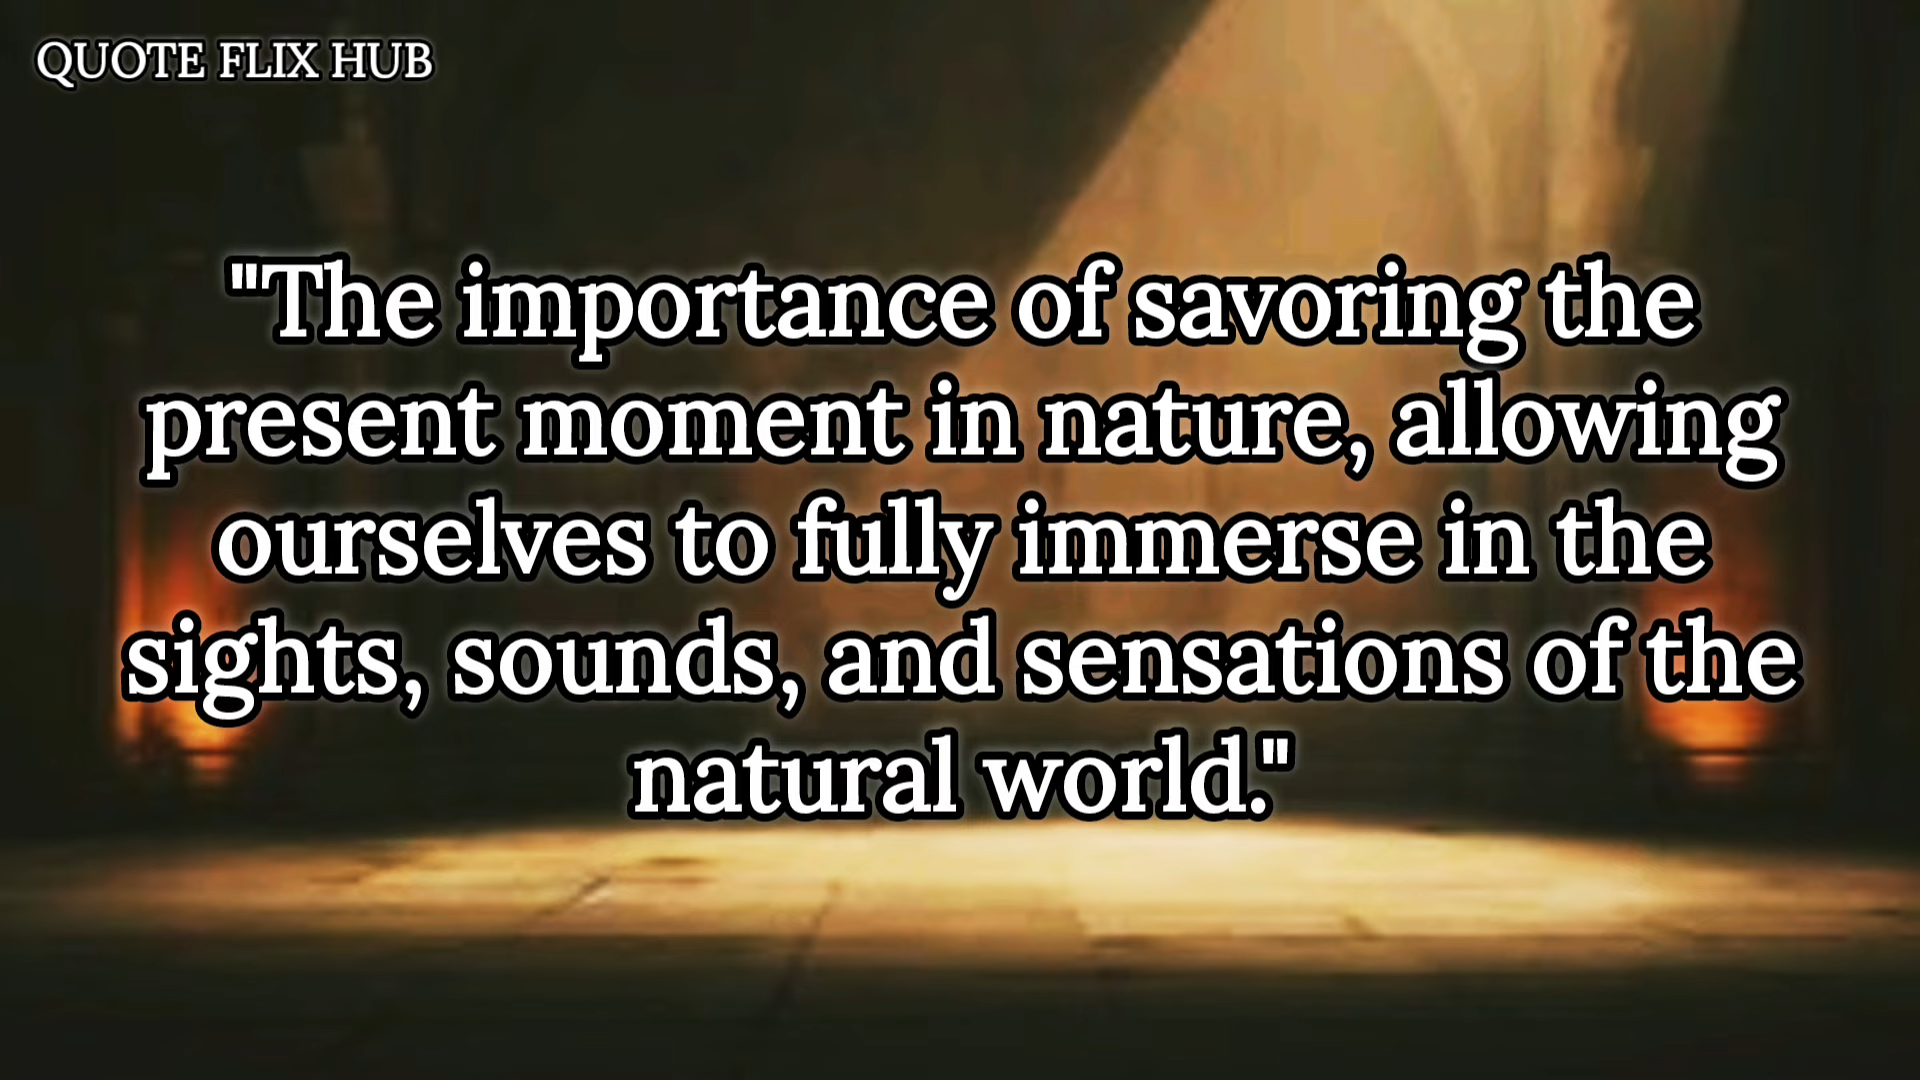 QUOTE FLIX HUB
"The importance of savoring the
present moment in nature, allowing
ourselves to fully immerse in the
sights, sounds, and sensations of the
natural world."